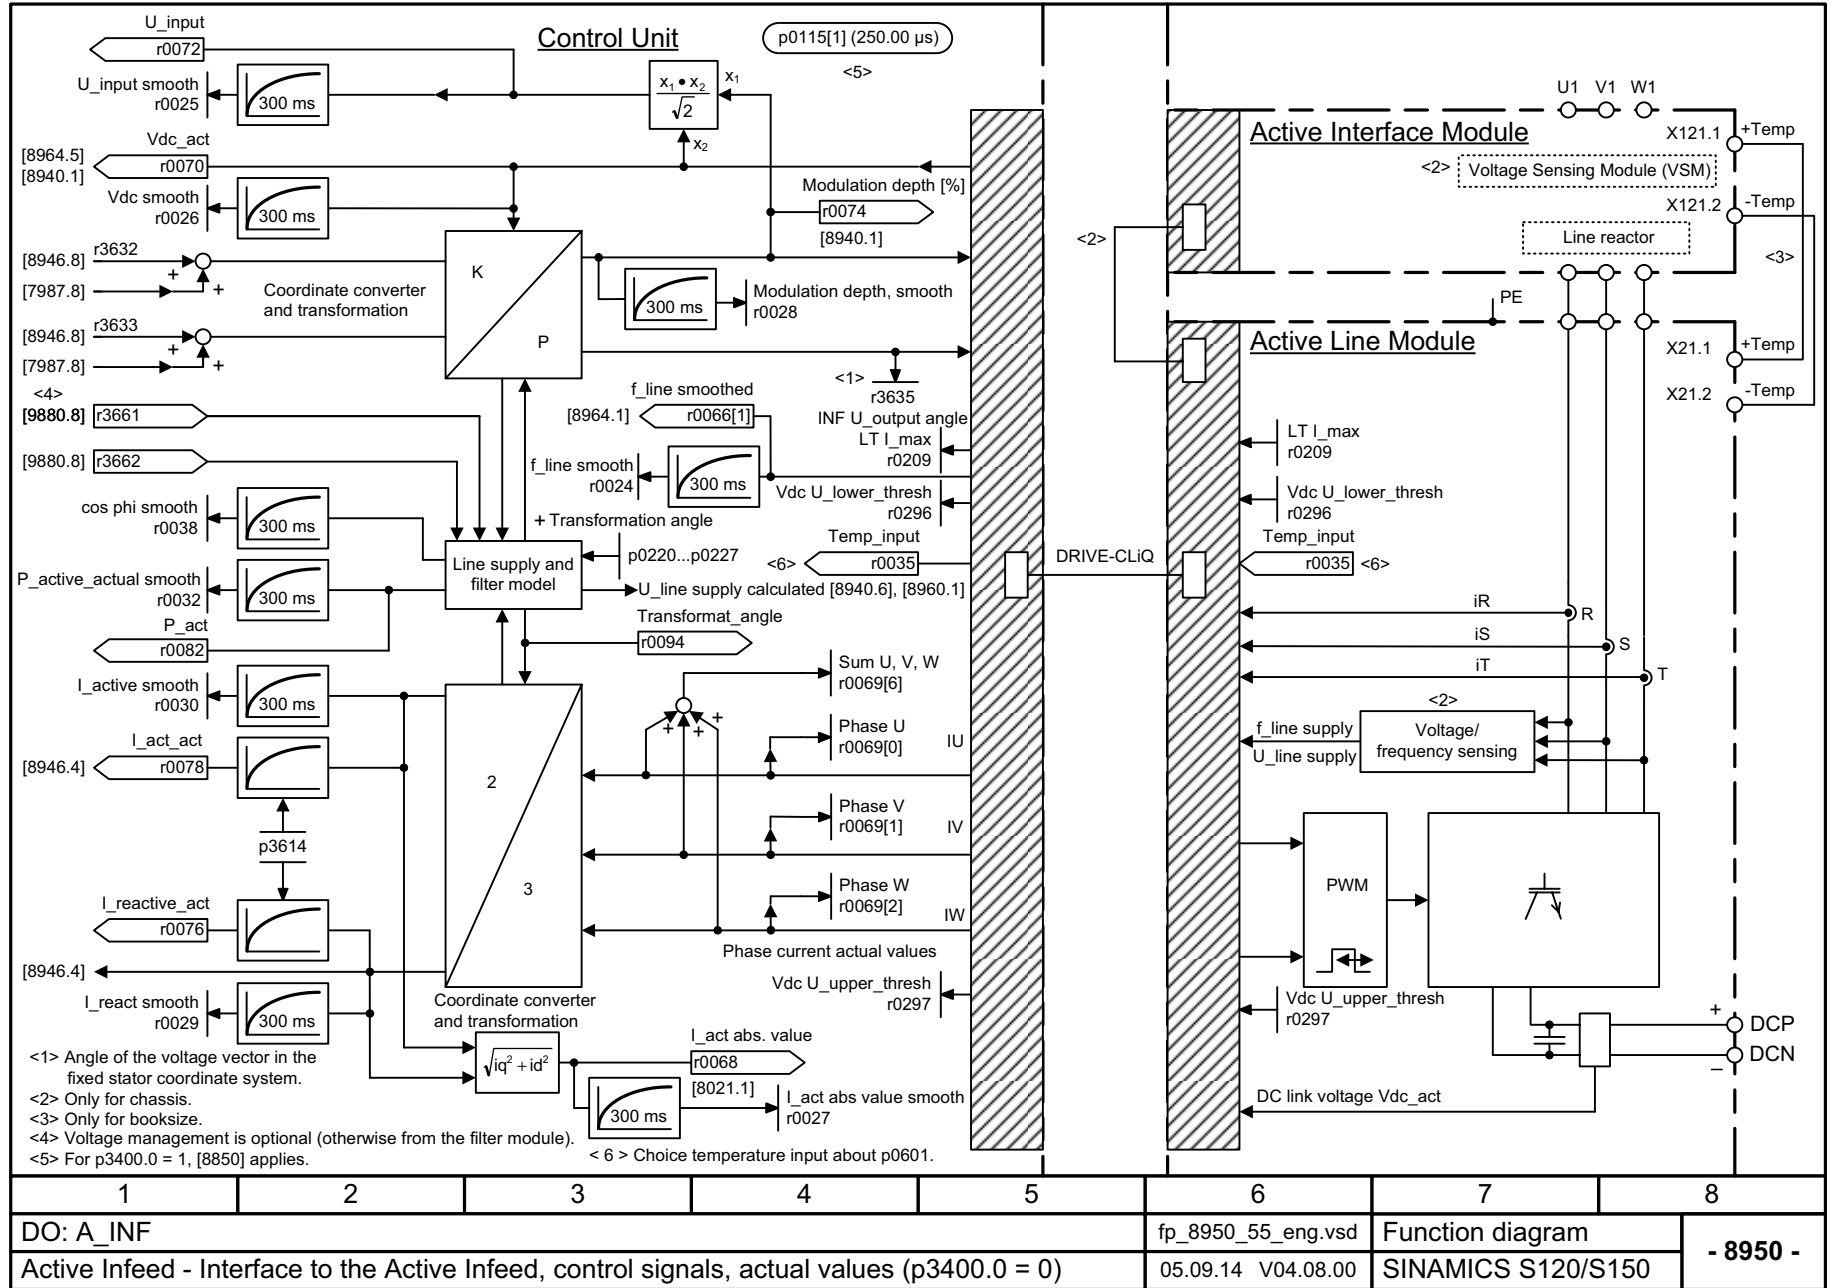 U_input
r0072
U_input smooth
r0025
300 ms
Control Unit
p0115[1] (250.00 µs)
<5>
x1 • x2
√2
x1
x2
Vdc_act
[8964.5]
[8940.1]
r0070
Vdc smooth
r0026
300 ms
Modulation depth [%]
r0074
[8940.1]
[8946.8]
r3632
+
[7987.8]
+
Coordinate converter
and transformation
K
P
300 ms
Modulation depth, smooth
r0028
[8946.8]
r3633
+
[7987.8]
+
<4>
[9880.8]
r3661
[9880.8]
r3662
<1>
r3635
INF U_output angle
f_line smoothed
[8964.1]
r0066[1]
LT I_max
r0209
f_line smooth
r0024
300 ms
Vdc U_lower_thresh
r0296
cos phi smooth
r0038
300 ms
+ Transformation angle
Line supply and
filter model
p0220...p0227
Temp_input
<6>
r0035
U_line supply calculated [8940.6], [8960.1]
P_active_actual smooth
r0032
300 ms
P_act
r0082
Transformat_angle
r0094
I_active smooth
r0030
300 ms
Sum U, V, W
r0069[6]
+
+
+
I_act_act
[8946.4]
r0078
2
3
Phase U
r0069[0]
IU
Phase V
r0069[1]
IV
p3614
Phase W
r0069[2]
IW
Phase current actual values
I_reactive_act
r0076
[8946.4]
I_react smooth
r0029
300 ms
Coordinate converter
and transformation
Vdc U_upper_thresh
r0297
√iq² + id²
I_act abs. value
r0068
[8021.1]
300 ms
I_act abs value smooth
r0027
<1> Angle of the voltage vector in the
fixed stator coordinate system.
<2> Only for chassis.
<3> Only for booksize.
<4> Voltage management is optional (otherwise from the filter module).
<5> For p3400.0 = 1, [8850] applies.
< 6 > Choice temperature input about p0601.
DRIVE-CLiQ
<2>
U1
V1
W1
Active Interface Module
X121.1
+Temp
<2>
Voltage Sensing Module (VSM)
X121.2
-Temp
Line reactor
<3>
PE
Active Line Module
X21.1
+Temp
X21.2
-Temp
LT I_max
r0209
Vdc U_lower_thresh
r0296
Temp_input
r0035
<6>
iR
R
iS
S
iT
T
<2>
f_line supply
U_line supply
Voltage/
frequency sensing
PWM
Vdc U_upper_thresh
r0297
+
DCP
DCN
–
DC link voltage Vdc_act
1
2
3
4
5
6
7
8
DO: A_INF
fp_8950_55_eng.vsd
Function diagram
- 8950 -
Active Infeed - Interface to the Active Infeed, control signals, actual values (p3400.0 = 0)
05.09.14 V04.08.00
SINAMICS S120/S150